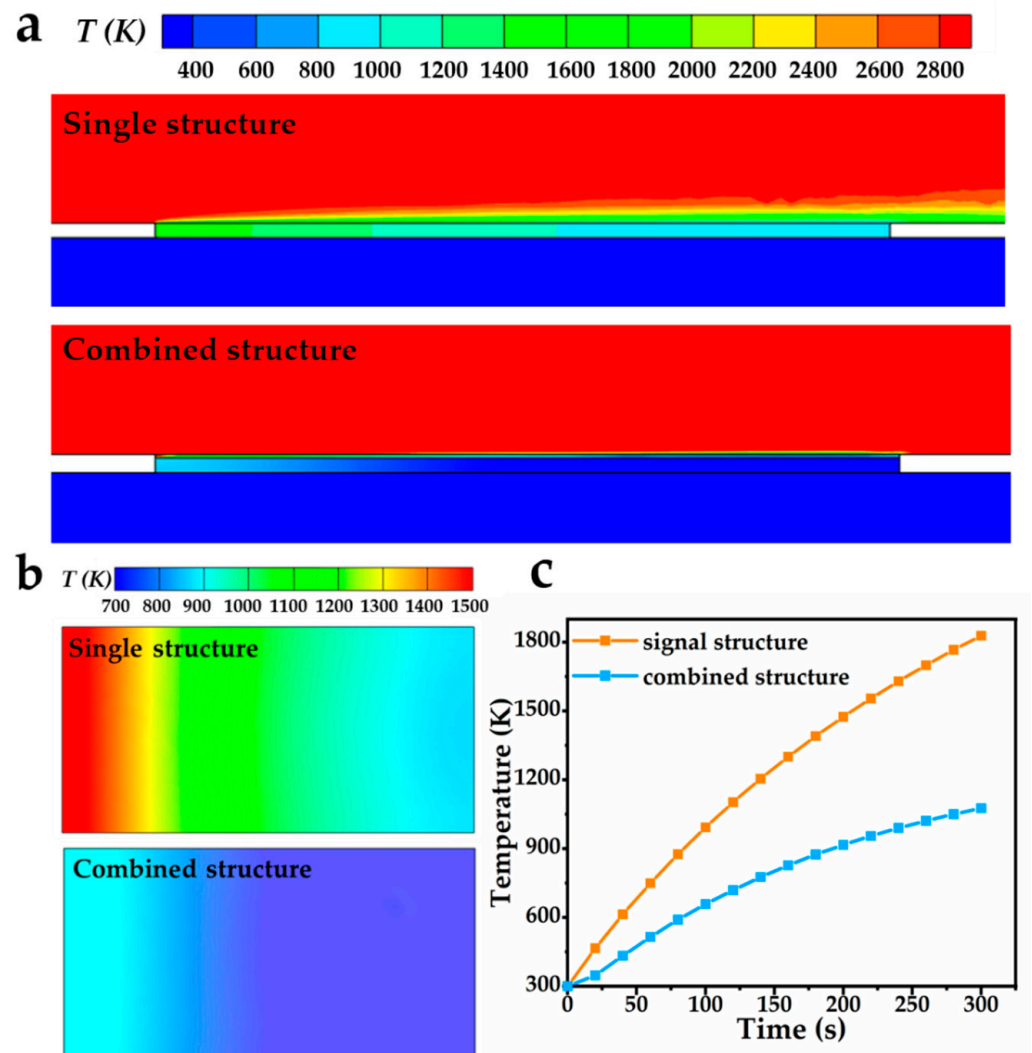 a T (K)
400 600 800 1000 1200 1400 1600 1800 2000 2200 2400 2600 2800
Single structure
Combined structure
b T (K)
700 800 900 1000 1100 1200 1300 1400 1500
Single structure
Combined structure
c
signal structure
combined structure
Temperature (K)
1800
1500
1200
900
600
300
0 50 100 150 200 250 300
Time (s)